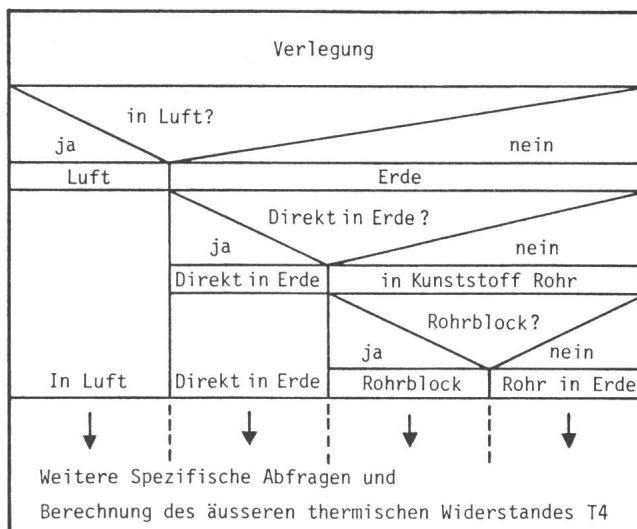 Verlegung
in Luft?
ja nein
Luft Erde
Direkt in Erde?
ja nein
Direkt in Erde in Kunststoff Rohr
Rohrblock?
ja nein
In Luft Direkt in Erde Rohrblock Rohr in Erde
Weitere Spezifische Abfragen und
Berechnung des äusseren thermischen Widerstandes T4